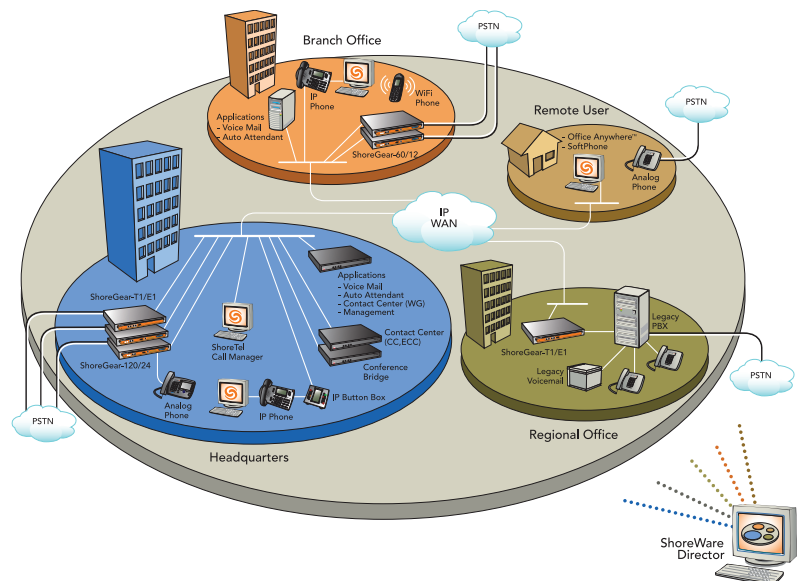 Branch Office
PSTN
IP
Phone
WiFi
Phone
Applications
- Voice Mail
- Auto Attendant
ShoreGear-60/12
Remote User
PSTN
- Office Anywhere™
- SoftPhone
Analog
Phone
IP
WAN
ShoreGear-T1/E1
Applications
- Voice Mail
- Auto Attendant
- Contact Center (WG)
- Management
ShoreTel
Call Manager
Contact Center
(CC,ECC)
ShoreGear-120/24
Conference
Bridge
Analog
Phone
IP Phone
IP Button Box
PSTN
Headquarters
Legacy
PBX
ShoreGear-T1/E1
Legacy
Voicemail
PSTN
Regional Office
ShoreWare
Director